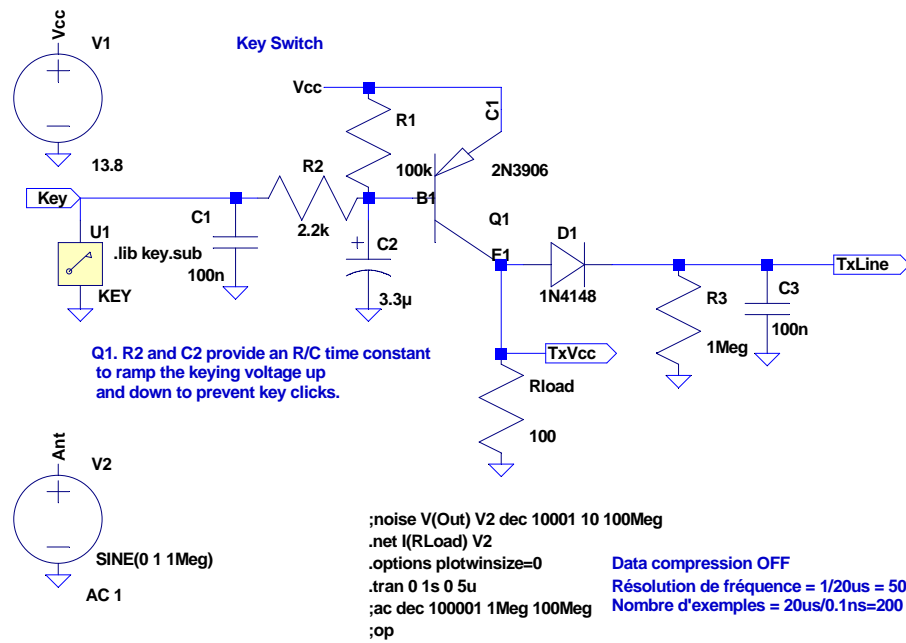 Vcc
V1
13.8
Key Switch
Vcc
R1
100k
C1
2N3906
B1
Q1
E1
Key
U1
.lib key.sub
KEY
C1
100n
R2
2.2k
C2
3.3µ
D1
1N4148
TxLine
R3
1Meg
C3
100n
TxVcc
Rload
100
Q1. R2 and C2 provide an R/C time constant
to ramp the keying voltage up
and down to prevent key clicks.
Ant
V2
SINE(0 1 1Meg)
AC 1
;noise V(Out) V2 dec 10001 10 100Meg
.net I(RLoad) V2
.options plotwinsize=0
.tran 0 1s 0 5u
;ac dec 100001 1Meg 100Meg
;op
Data compression OFF
Résolution de fréquence = 1/20us = 50
Nombre d'exemples = 20us/0.1ns=200